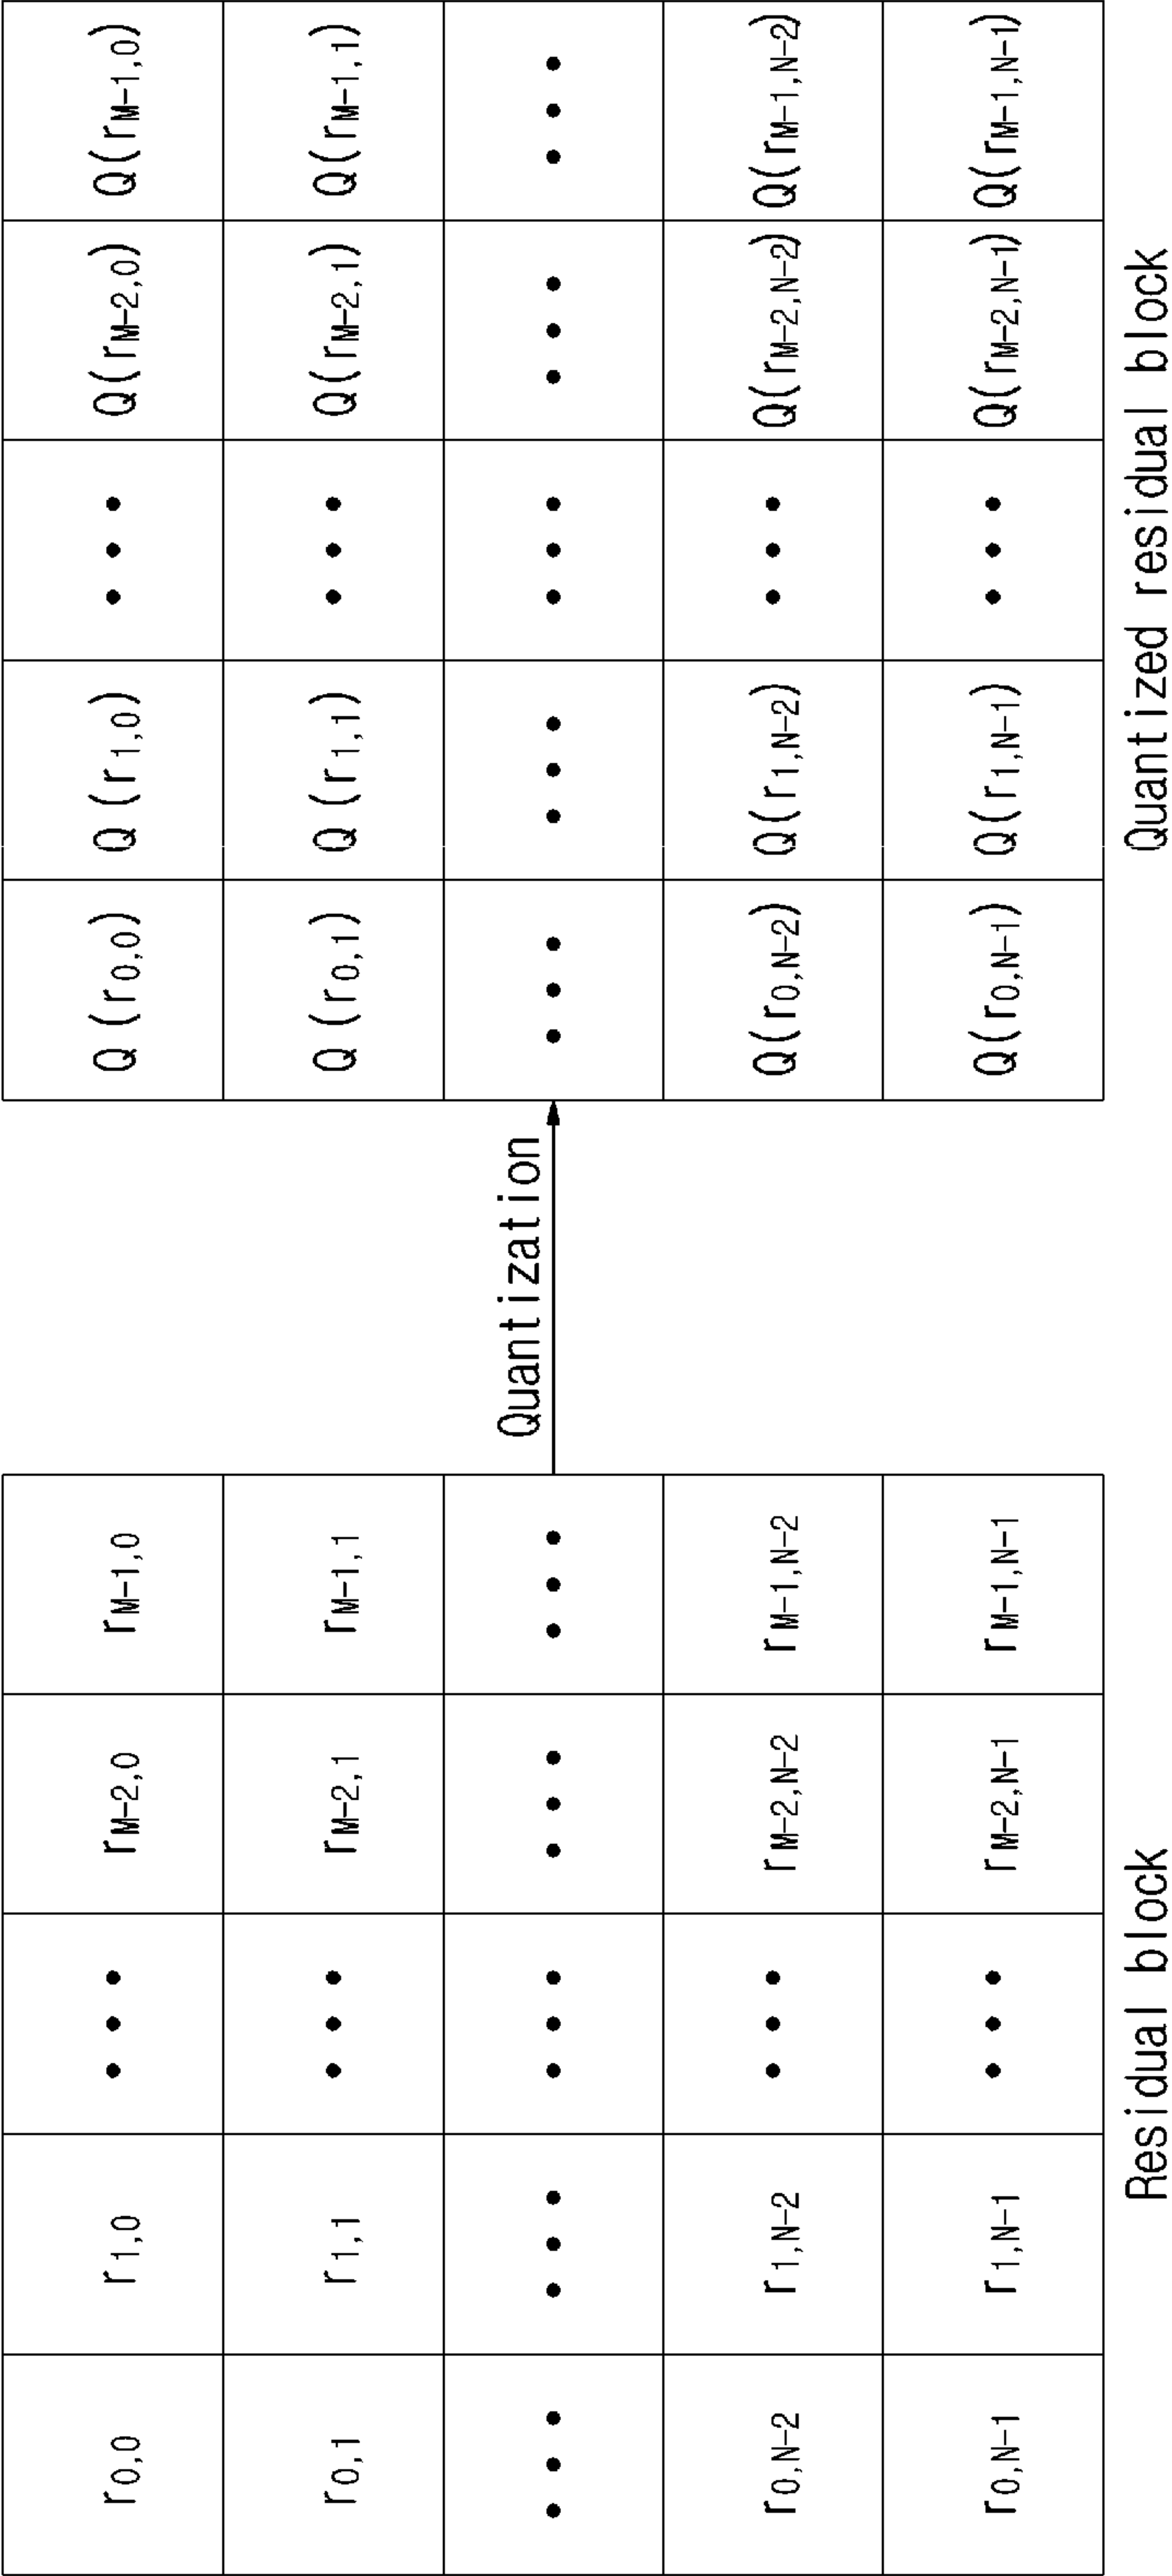 r0,0 r1,0 ••• rM-2,0 rM-1,0
r0,1 r1,1 ••• rM-2,1 rM-1,1
••• ••• ••• ••• •••
r0,N-2 r1,N-2 ••• rM-2,N-2 rM-1,N-2
r0,N-1 r1,N-1 ••• rM-2,N-1 rM-1,N-1
Residual block
Quantization
Q(r0,0) Q(r1,0) ••• Q(rM-2,0) Q(rM-1,0)
Q(r0,1) Q(r1,1) ••• Q(rM-2,1) Q(rM-1,1)
••• ••• ••• ••• •••
Q(r0,N-2) Q(r1,N-2) ••• Q(rM-2,N-2) Q(rM-1,N-2)
Q(r0,N-1) Q(r1,N-1) ••• Q(rM-2,N-1) Q(rM-1,N-1)
Quantized residual block